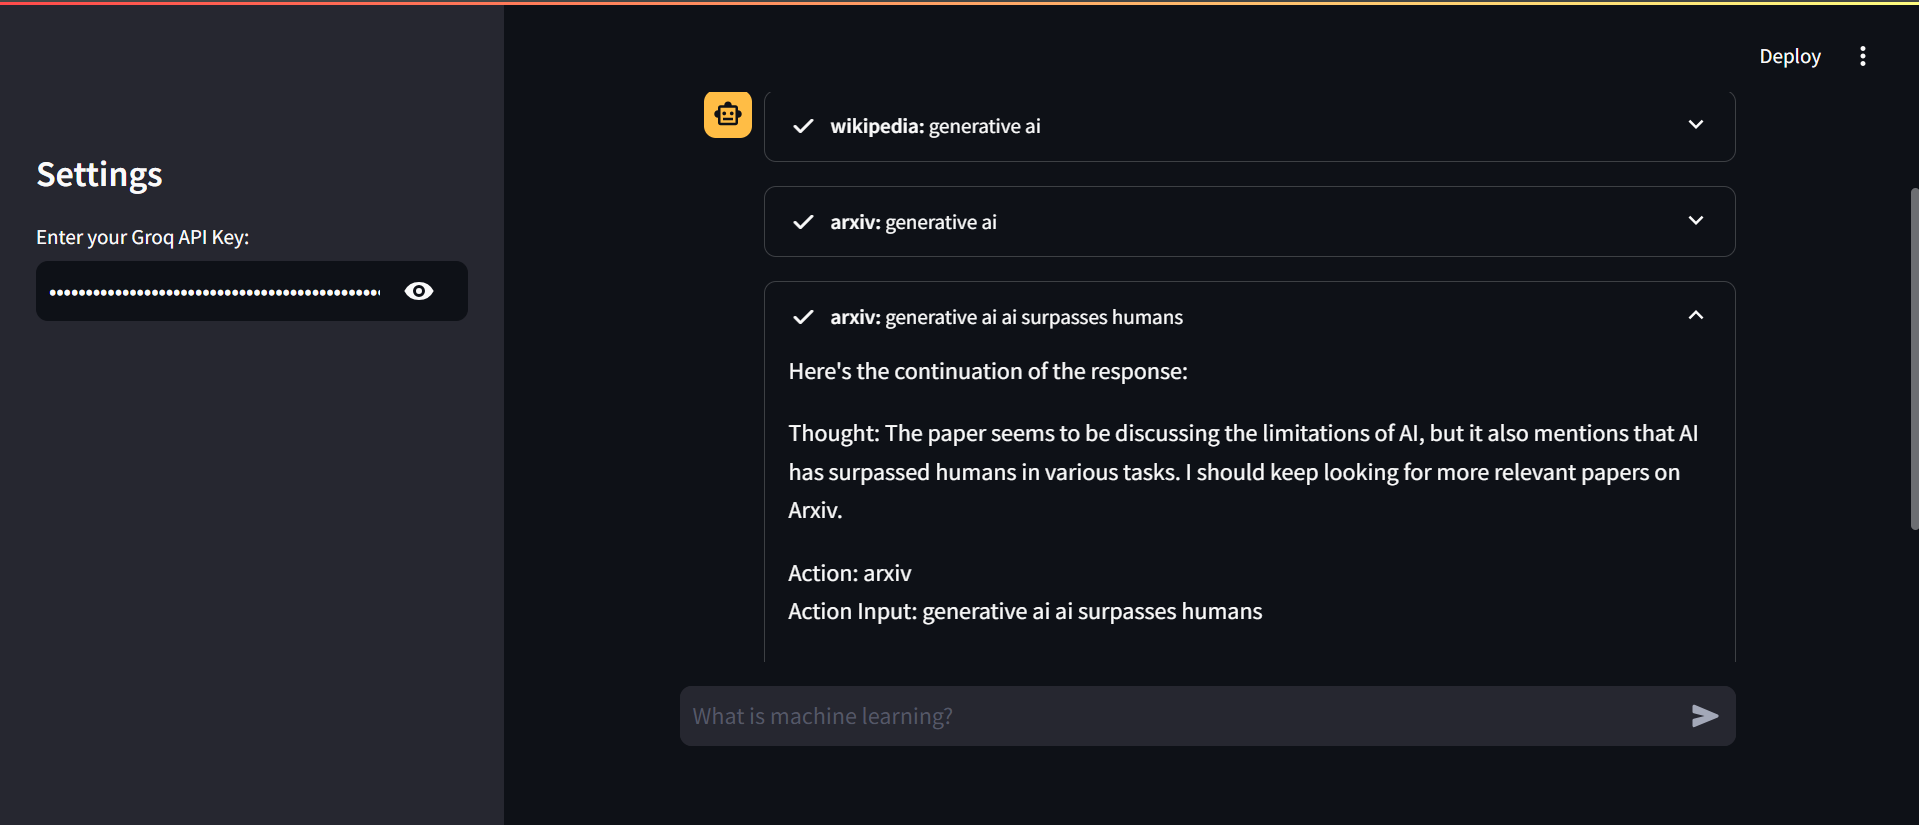 Deploy
Settings
Enter your Groq API Key:
wikipedia: generative ai
arxiv: generative ai
arxiv: generative ai ai surpasses humans
Here's the continuation of the response:
Thought: The paper seems to be discussing the limitations of AI, but it also mentions that AI
has surpassed humans in various tasks. I should keep looking for more relevant papers on
Arxiv.
Action: arxiv
Action Input: generative ai ai surpasses humans
What is machine learning?